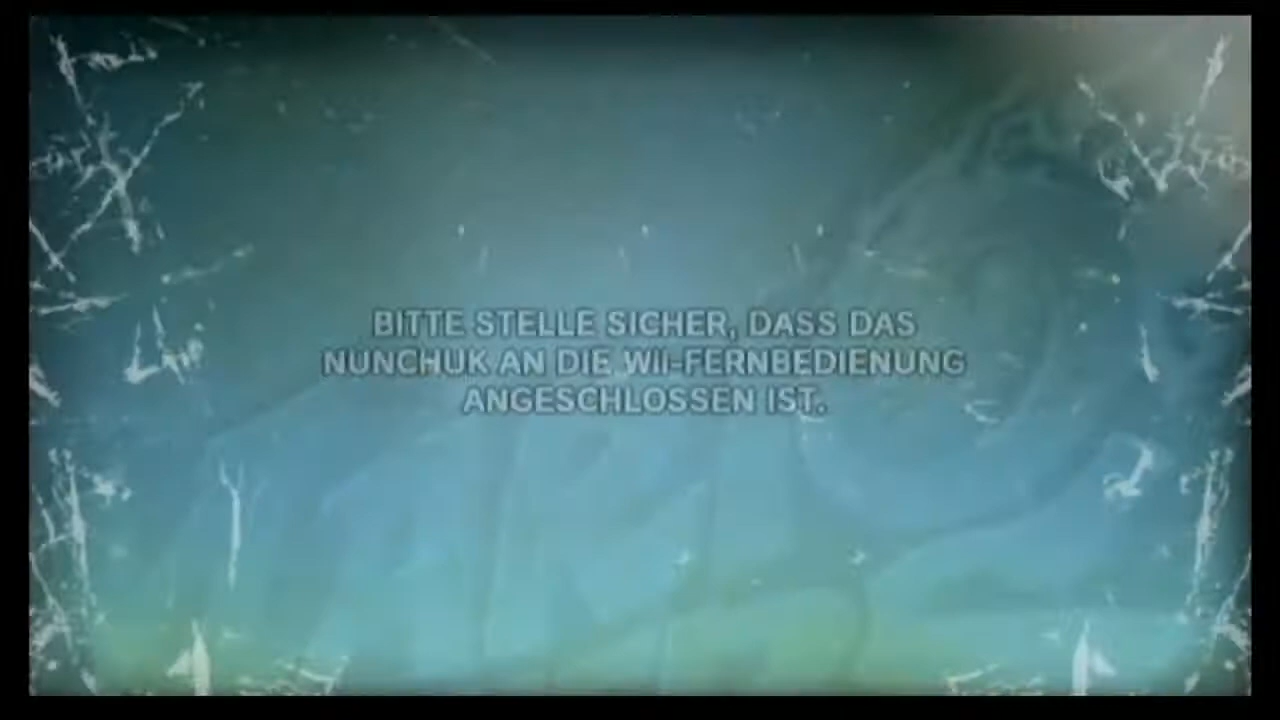 BITTE STELLE SICHER, DASS DAS
NUNCHUK AN DIE WII-FERNBEDIENUNG
ANGESCHLOSSEN IST.